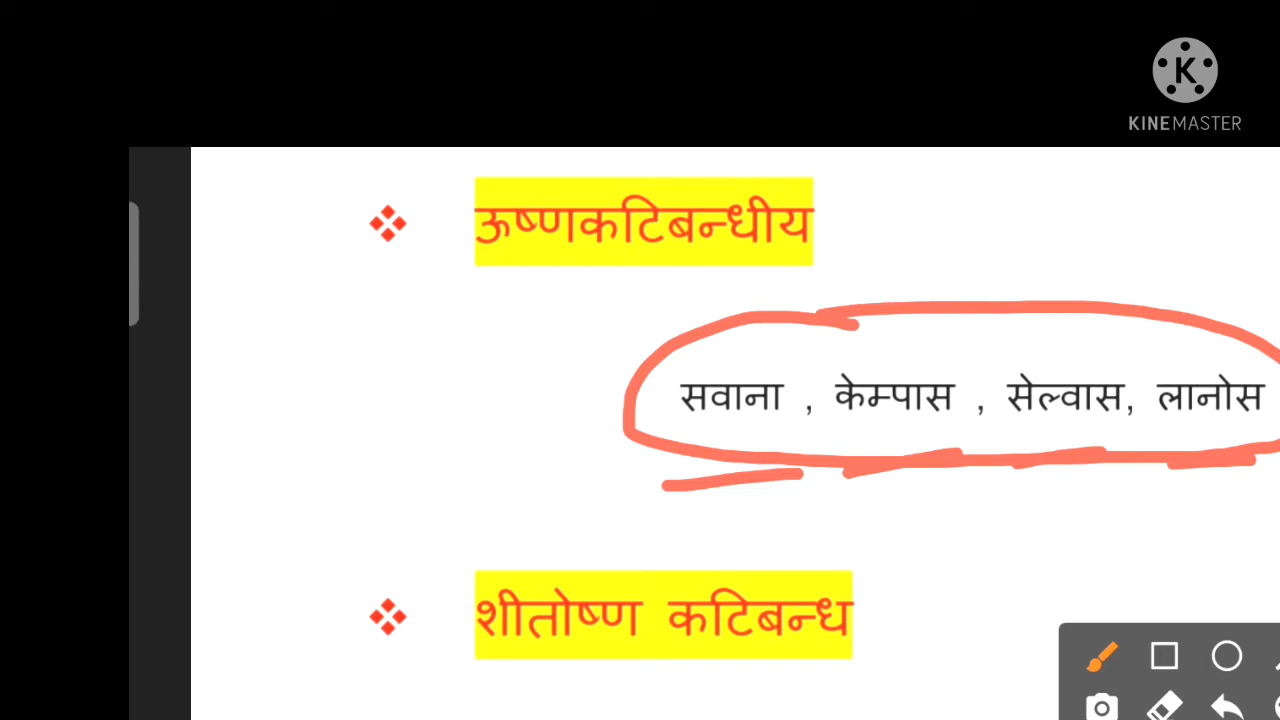 KINEMASTER
ऊष्णकटिबन्धीय
सवाना , केम्पास , सेल्वास, लानोस
शीतोष्ण कटिबन्ध